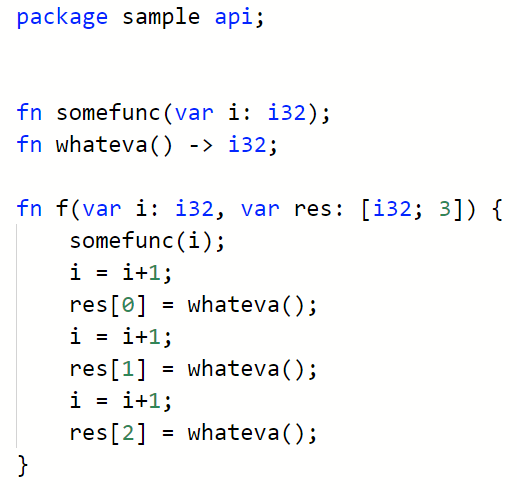 package sample api;
fn somefunc(var i: i32);
fn whateva() -> i32;
fn f(var i: i32, var res: [i32; 3]) {
    somefunc(i);
    i = i+1;
    res[0] = whateva();
    i = i+1;
    res[1] = whateva();
    i = i+1;
    res[2] = whateva();
}